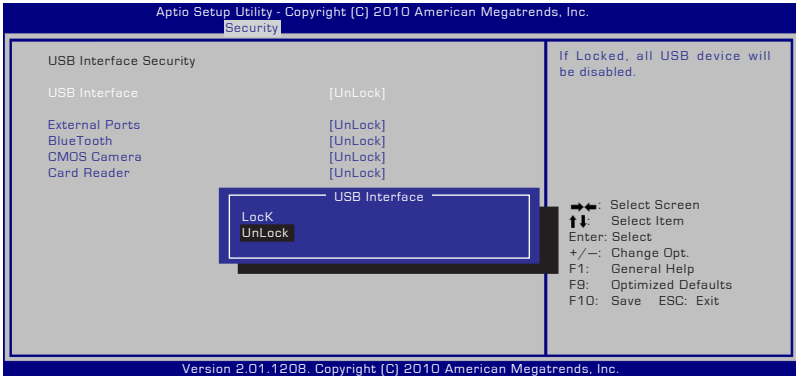 Aptio Setup Utility - Copyright (C) 2010 American Megatrends, Inc.
Security
USB Interface Security
USB Interface [UnLock]
External Ports [UnLock]
BlueTooth [UnLock]
CMOS Camera [UnLock]
Card Reader [UnLock]
USB Interface
LocK
UnLock
If Locked, all USB device will
be disabled.
→←: Select Screen
↑↓: Select Item
Enter: Select
+/—: Change Opt.
F1: General Help
F9: Optimized Defaults
F10: Save ESC: Exit
Version 2.01.1208. Copyright (C) 2010 American Megatrends, Inc.